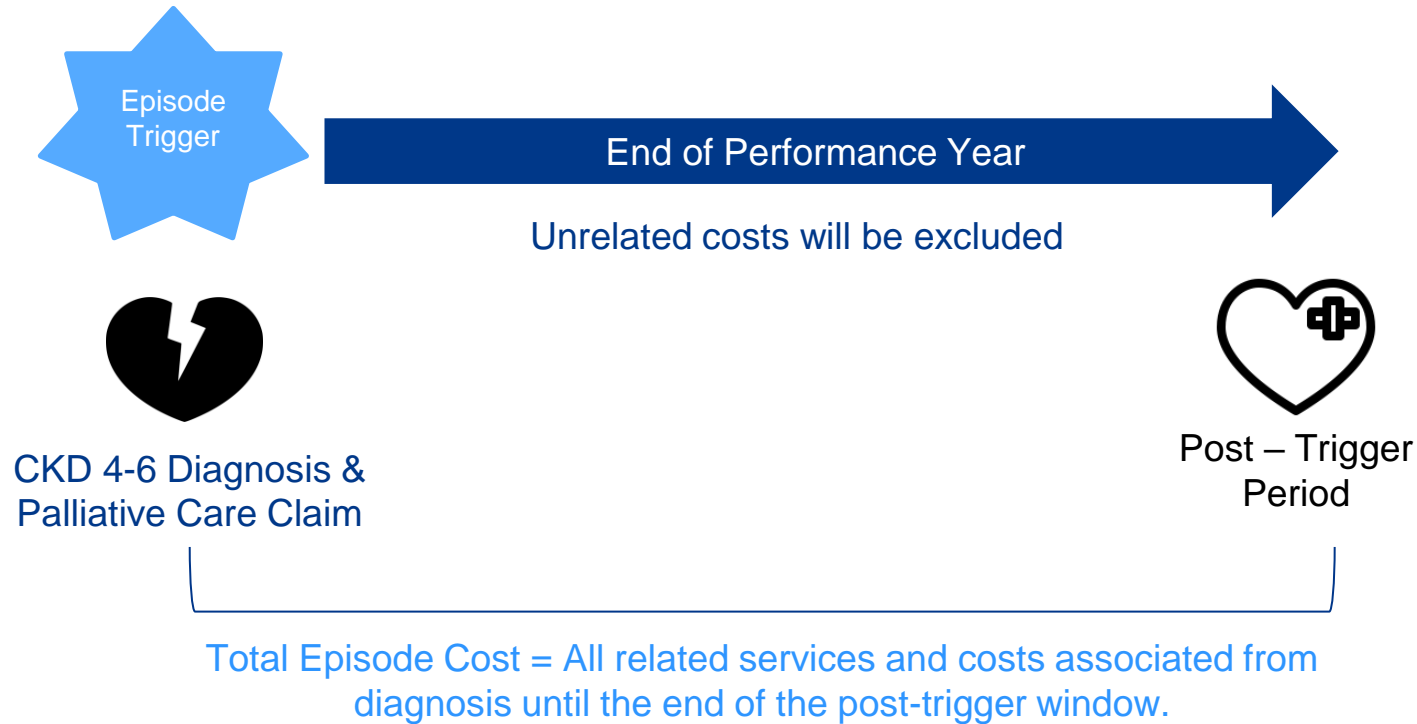 Episode
Trigger
End of Performance Year
Unrelated costs will be excluded
CKD 4-6 Diagnosis &
Palliative Care Claim
Post – Trigger
Period
Total Episode Cost = All related services and costs associated from
diagnosis until the end of the post-trigger window.